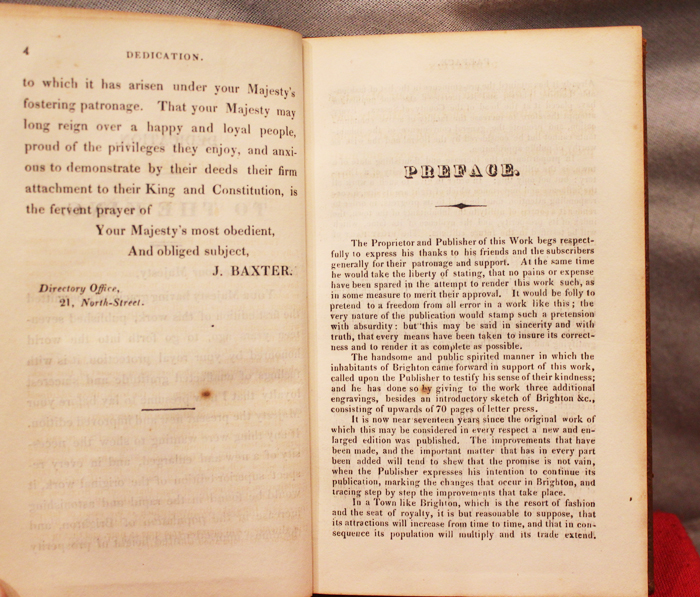 4
DEDICATION.
to which it has arisen under your Majesty's
fostering patronage. That your Majesty may
long reign over a happy and loyal people,
proud of the privileges they enjoy, and anxi-
ous to demonstrate by their deeds their firm
attachment to their King and Constitution, is
the fervent prayer of
Your Majesty's most obedient,
And obliged subject,
J. BAXTER.
Directory Office,
21, North-Street.
PREFACE.
The Proprietor and Publisher of this Work begs respect-
fully to express his thanks to his friends and the subscribers
generally for their patronage and support. At the same time
he would take the liberty of stating, that no pains or expense
have been spared in the attempt to render this work such, as
in some measure to merit their approval. It would be folly to
pretend to a freedom from all error in a work like this; the
very nature of the publication would stamp such a pretension
with absurdity: but this may be said in sincerity and with
truth, that every means have been taken to insure its correct-
ness and to render it as complete as possible.
The handsome and public spirited manner in which the
inhabitants of Brighton came forward in support of this work,
called upon the Publisher to testify his sense of their kindness;
and he has done so by giving to the work three additional
engravings, besides an introductory sketch of Brighton &c.,
consisting of upwards of 70 pages of letter press.
It is now near seventeen years since the original work of
which this may be considered in every respect a new and en-
larged edition was published. The improvements that have
been made, and the important matter that has in every part
been added will tend to shew that the promise is not vain,
when the Publisher expresses his intention to continue its
publication, marking the changes that occur in Brighton, and
tracing step by step the improvements that take place.
In a Town like Brighton, which is the resort of fashion
and the seat of royalty, it is but reasonable to suppose, that
its attractions will increase from time to time, and that in con-
sequence its population will multiply and its trade extend.